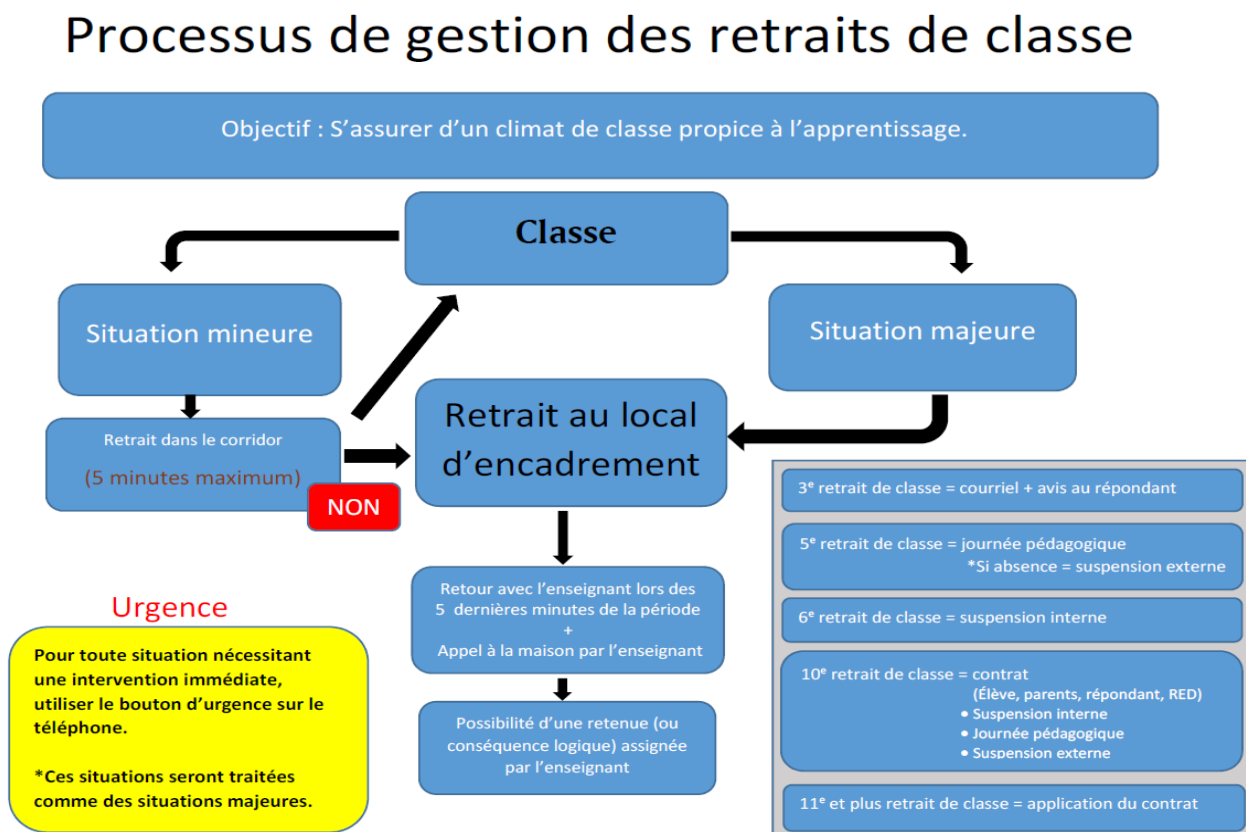 Processus de gestion des retraits de classe
Objectif : S’assurer d’un climat de classe propice à l’apprentissage.
Classe
Situation mineure
Situation majeure
Retrait dans le corridor
(5 minutes maximum)
NON
Retrait au local
d’encadrement
Retour avec l’enseignant lors des
5 dernières minutes de la période
+
Appel à la maison par l’enseignant
Possibilité d’une retenue (ou
conséquence logique) assignée
par l’enseignant
Urgence
Pour toute situation nécessitant
une intervention immédiate,
utiliser le bouton d’urgence sur le
téléphone.
*Ces situations seront traitées
comme des situations majeures.
3e retrait de classe = courriel + avis au répondant
5e retrait de classe = journée pédagogique
*Si absence = suspension externe
6e retrait de classe = suspension interne
10e retrait de classe = contrat
(Élève, parents, répondant, RED)
• Suspension interne
• Journée pédagogique
• Suspension externe
11e et plus retrait de classe = application du contrat